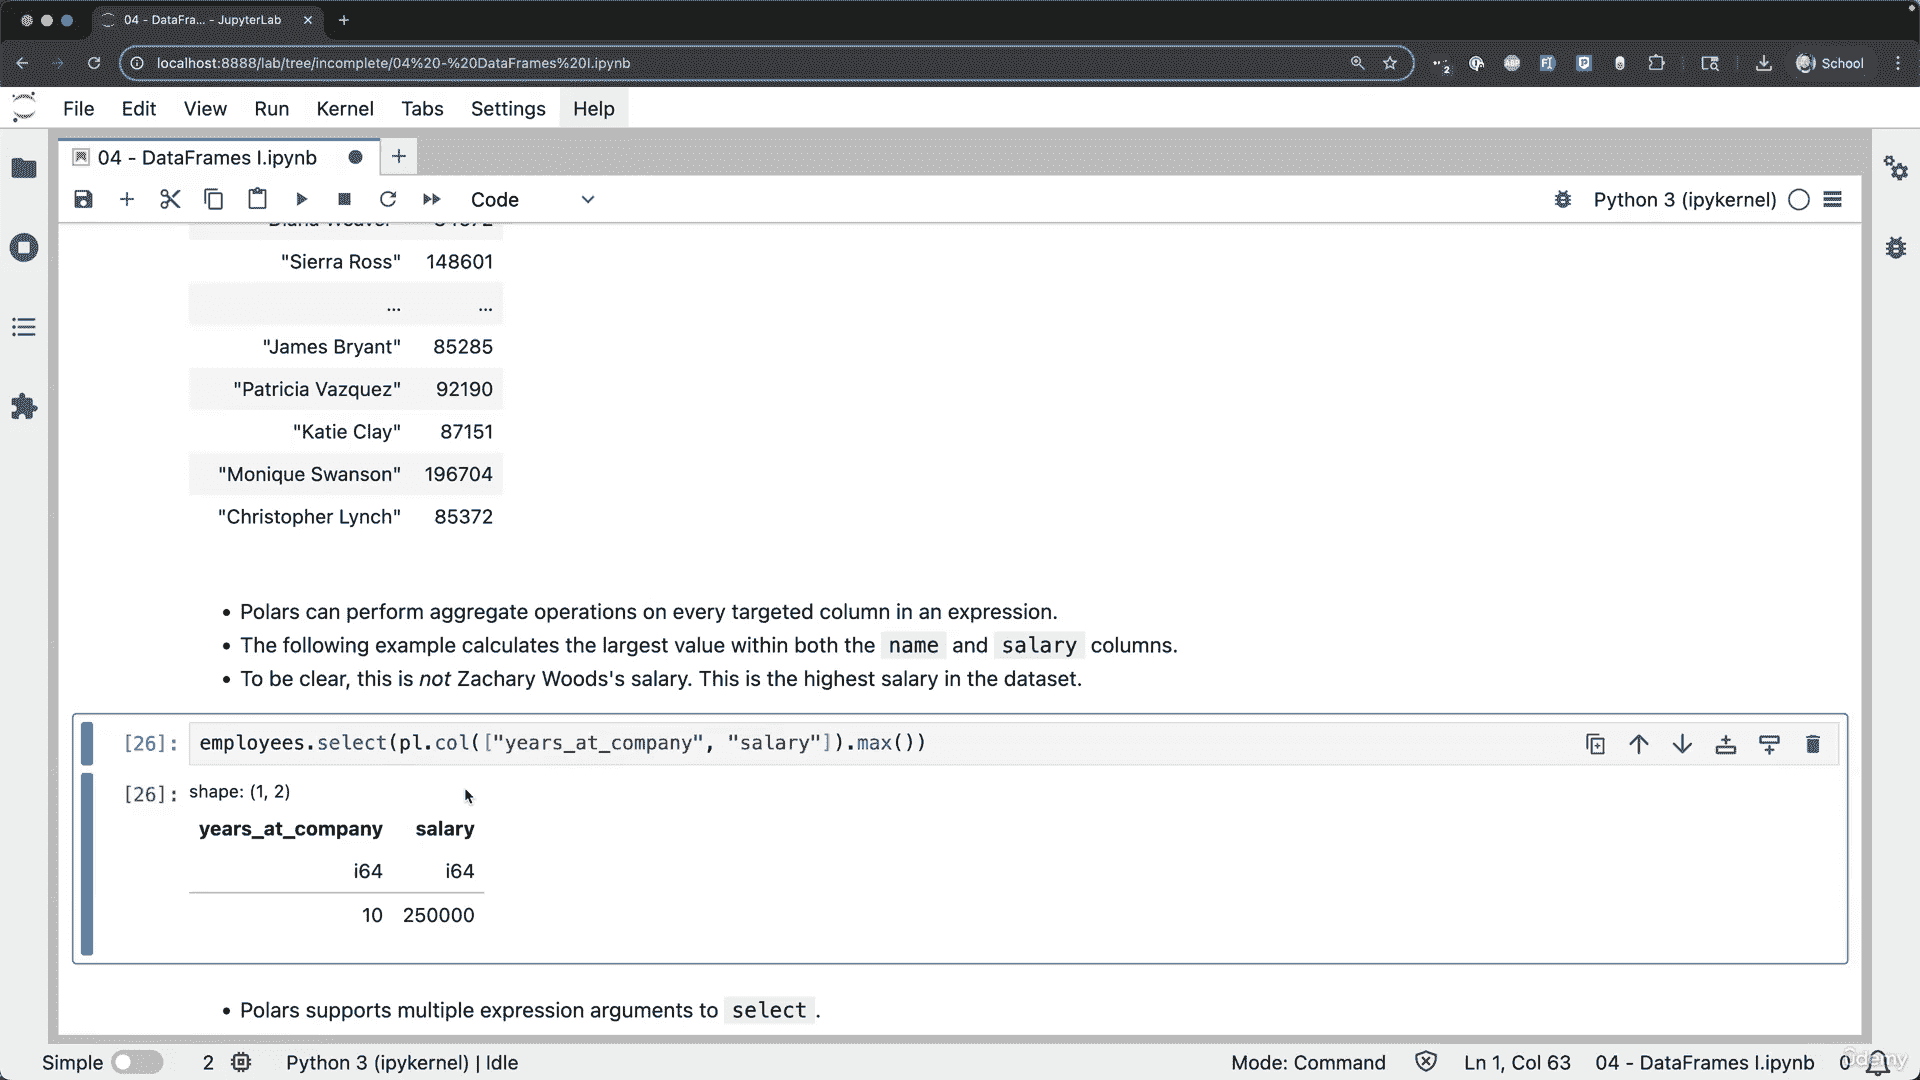 04 - DataFra... - JupyterLab
localhost:8888/lab/tree/incomplete/04%20-%20DataFrames%20I.ipynb
2
School
File Edit View Run Kernel Tabs Settings Help
04 - DataFrames I.ipynb
Code
Python 3 (ipykernel)
"Sierra Ross" 148601
... ...
"James Bryant" 85285
"Patricia Vazquez" 92190
"Katie Clay" 87151
"Monique Swanson" 196704
"Christopher Lynch" 85372
• Polars can perform aggregate operations on every targeted column in an expression.
• The following example calculates the largest value within both the name and salary columns.
• To be clear, this is not Zachary Woods's salary. This is the highest salary in the dataset.
[26]: employees.select(pl.col(["years_at_company", "salary"]).max())
[26]: shape: (1, 2)
years_at_company salary
i64 i64
10 250000
• Polars supports multiple expression arguments to select .
Simple 2 Python 3 (ipykernel) | Idle Mode: Command Ln 1, Col 63 04 - DataFrames I.ipynb 0
Udemy